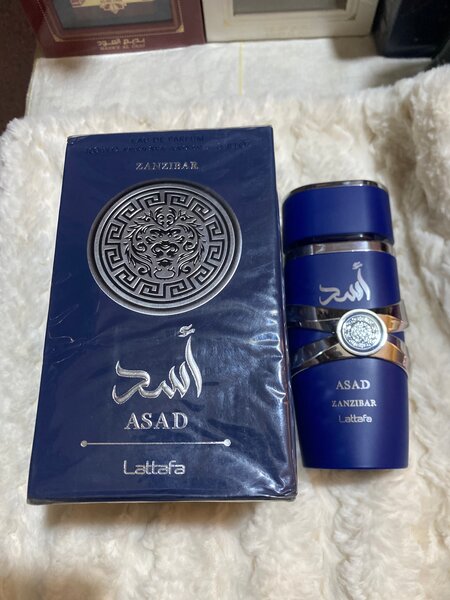 EAU DE PARFUM
ZANZIBAR
أسد
ASAD
Lattafa
أسد
ASAD
ZANZIBAR
Lattafa